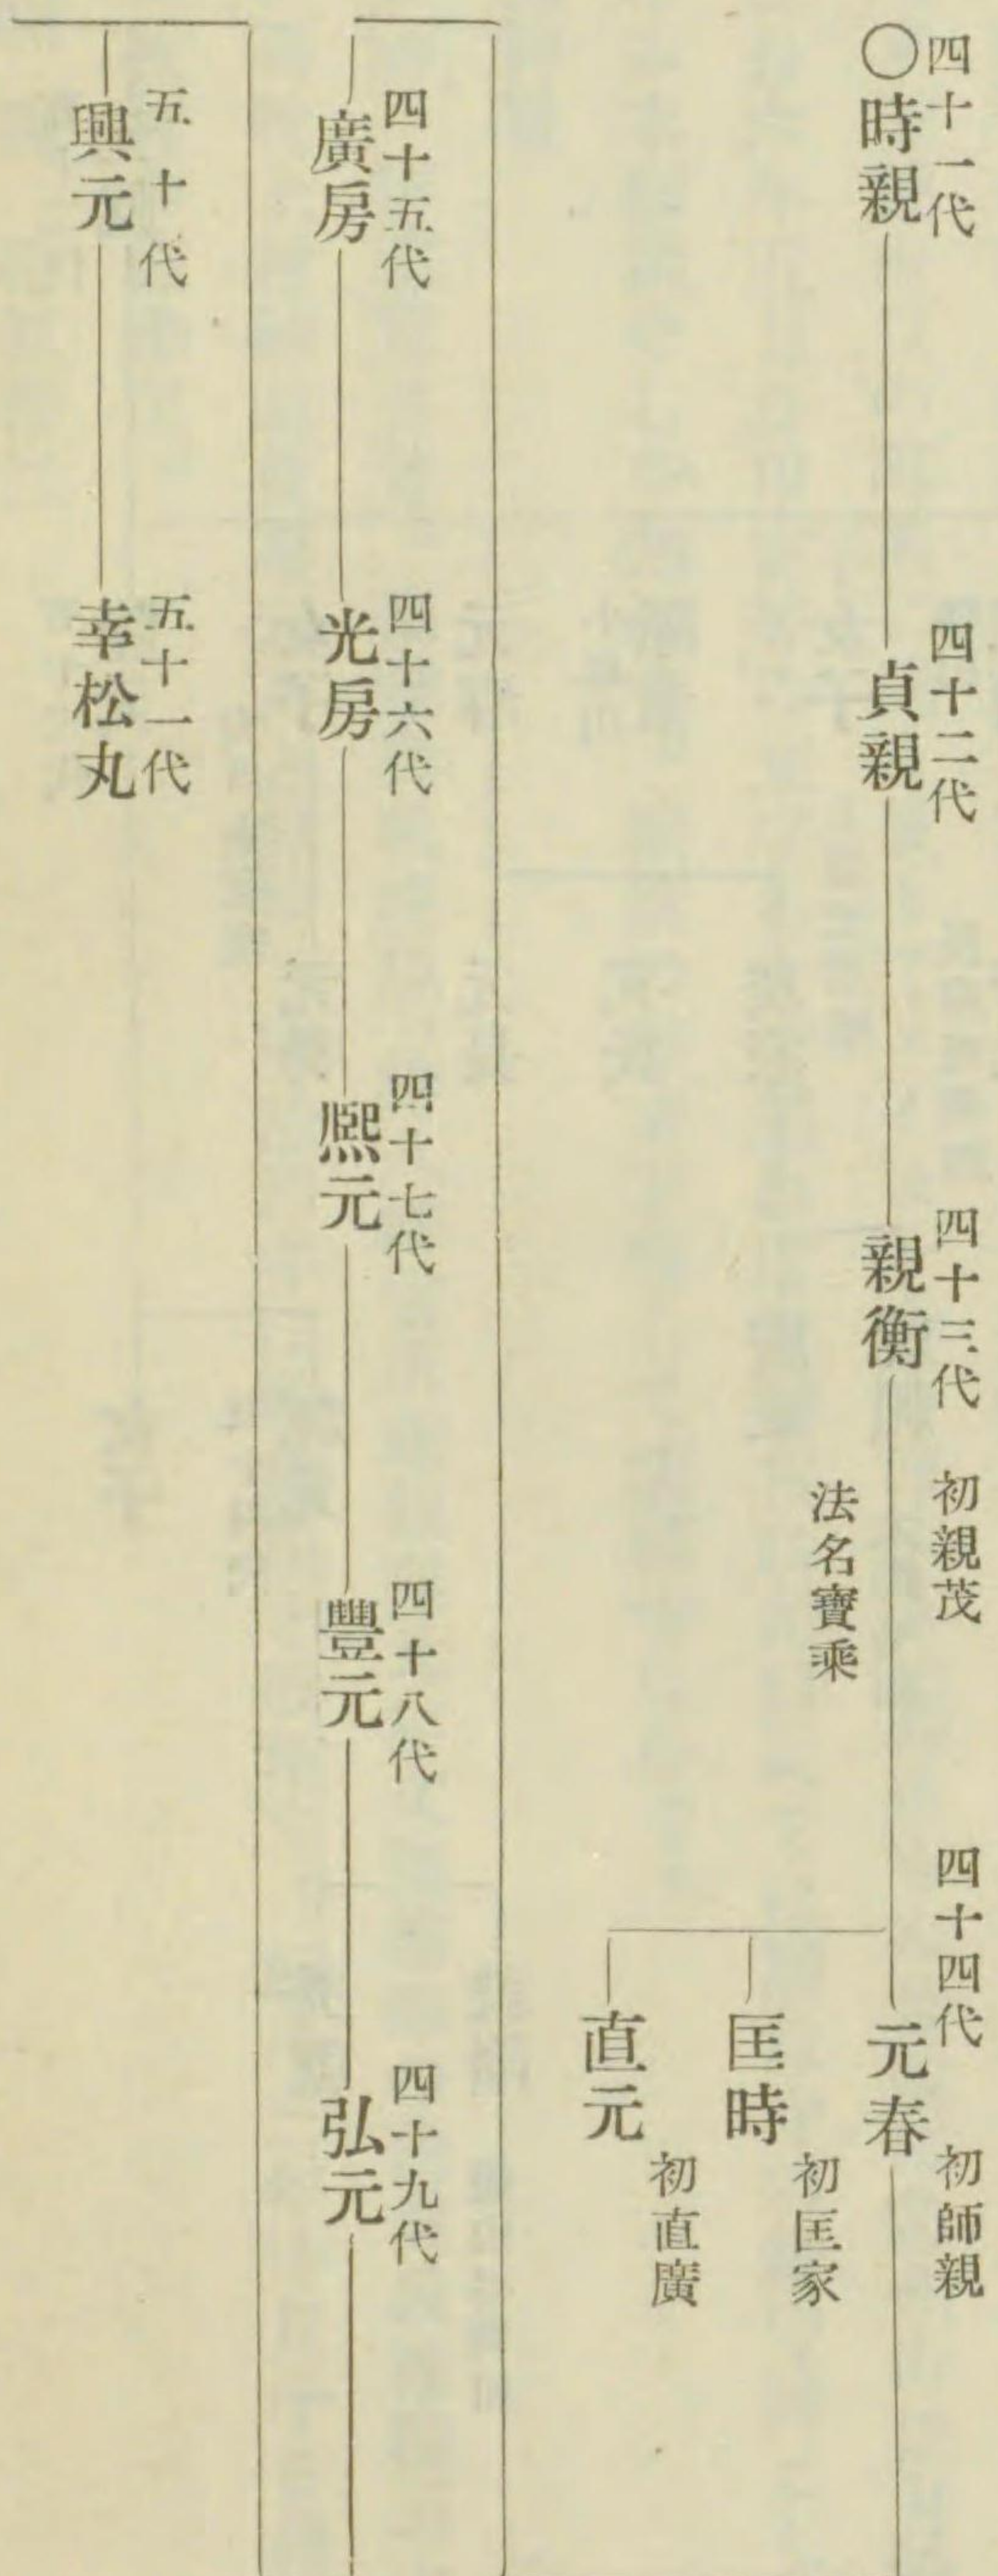 四十一代
〇時親
四十二代
貞親
四十三代
親衡
初親茂
法名寶乘
四十四代
元春
初師親
匡時
初匡家
直元
初直廣
四十五代
廣房
四十六代
光房
四十七代
熈元
四十八代
豐元
四十九代
弘元
五十代
興元
五十一代
幸松丸